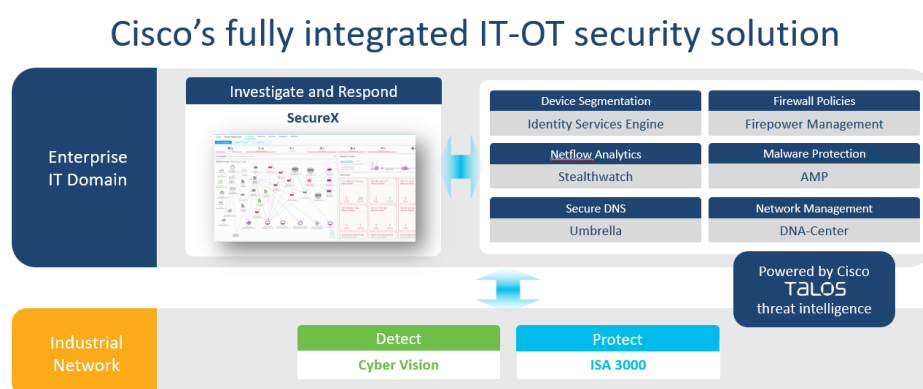 Cisco's fully integrated IT-OT security solution
Enterprise
IT Domain
Investigate and Respond
SecureX
Device Segmentation
Identity Services Engine
Firewall Policies
Firepower Management
Netflow Analytics
Stealthwatch
Malware Protection
AMP
Secure DNS
Umbrella
Network Management
DNA-Center
Powered by Cisco
TALOS
threat intelligence
Industrial
Network
Detect
Cyber Vision
Protect
ISA 3000